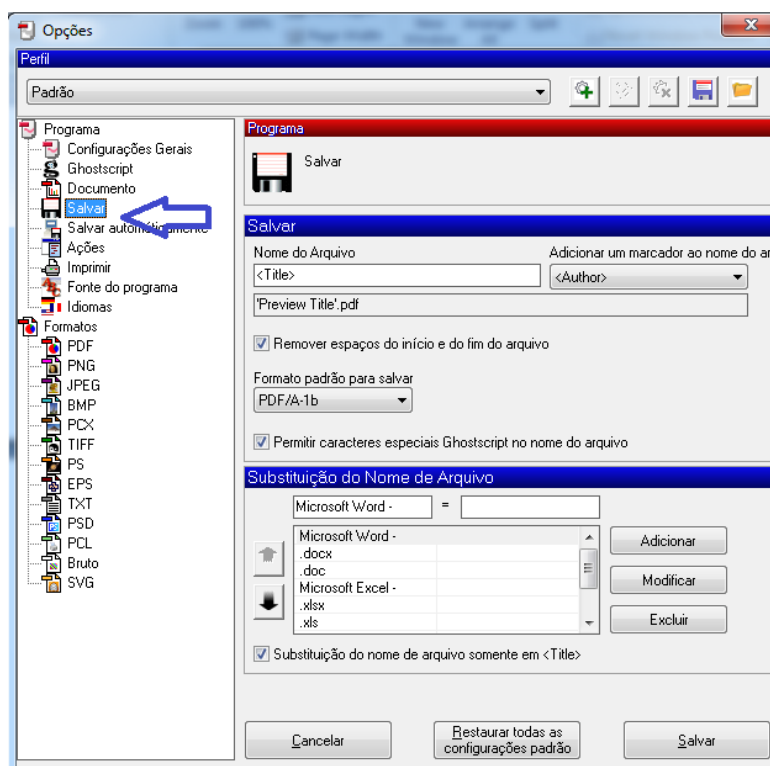 Opções
Perfil
Padrão
Programa
Configurações Gerais
Ghostscript
Documento
Salvar
Salvar automáticamente
Ações
Imprimir
Fonte do programa
Idiomas
Formatos
PDF
PNG
JPEG
BMP
PCX
TIFF
PS
EPS
TXT
PSD
PCL
Bruto
SVG
Programa
Salvar
Salvar
Nome do Arquivo
Adicionar um marcador ao nome do ar
<Title>
<Author>
'Preview Title'.pdf
Remover espaços do início e do fim do arquivo
Formato padrão para salvar
PDF/A-1b
Permitir caracteres especiais Ghostscript no nome do arquivo
Substituição do Nome de Arquivo
Microsoft Word - =
Microsoft Word -
.docx
.doc
Microsoft Excel -
.xlsx
.xls
Adicionar
Modificar
Excluir
Substituição do nome de arquivo somente em <Title>
Cancelar
Restaurar todas as
configurações padrão
Salvar